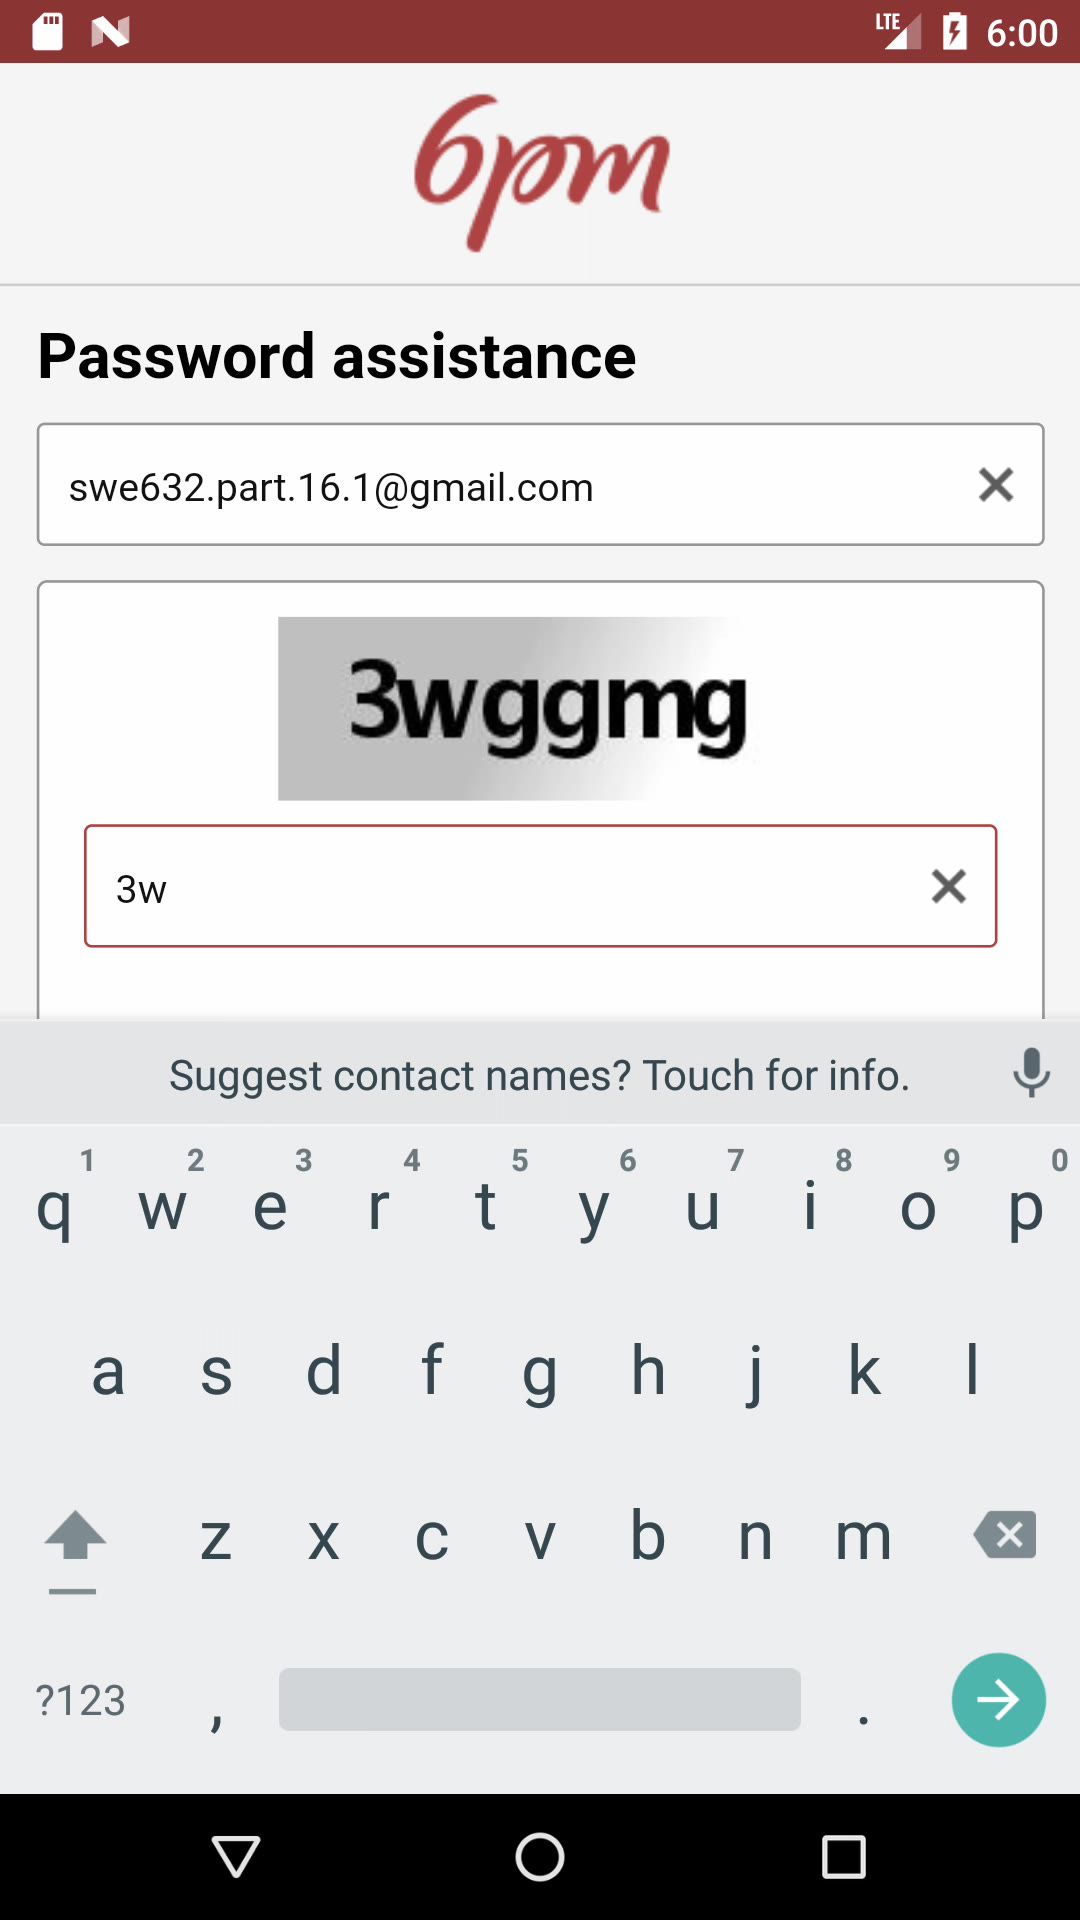 LTE 6:00
6pm
Password assistance
swe632.part.16.1@gmail.com
3wggmg
3w
Suggest contact names? Touch for info.
1 2 3 4 5 6 7 8 9 0
q w e r t y u i o p
a s d f g h j k l
z x c v b n m
?123 , .